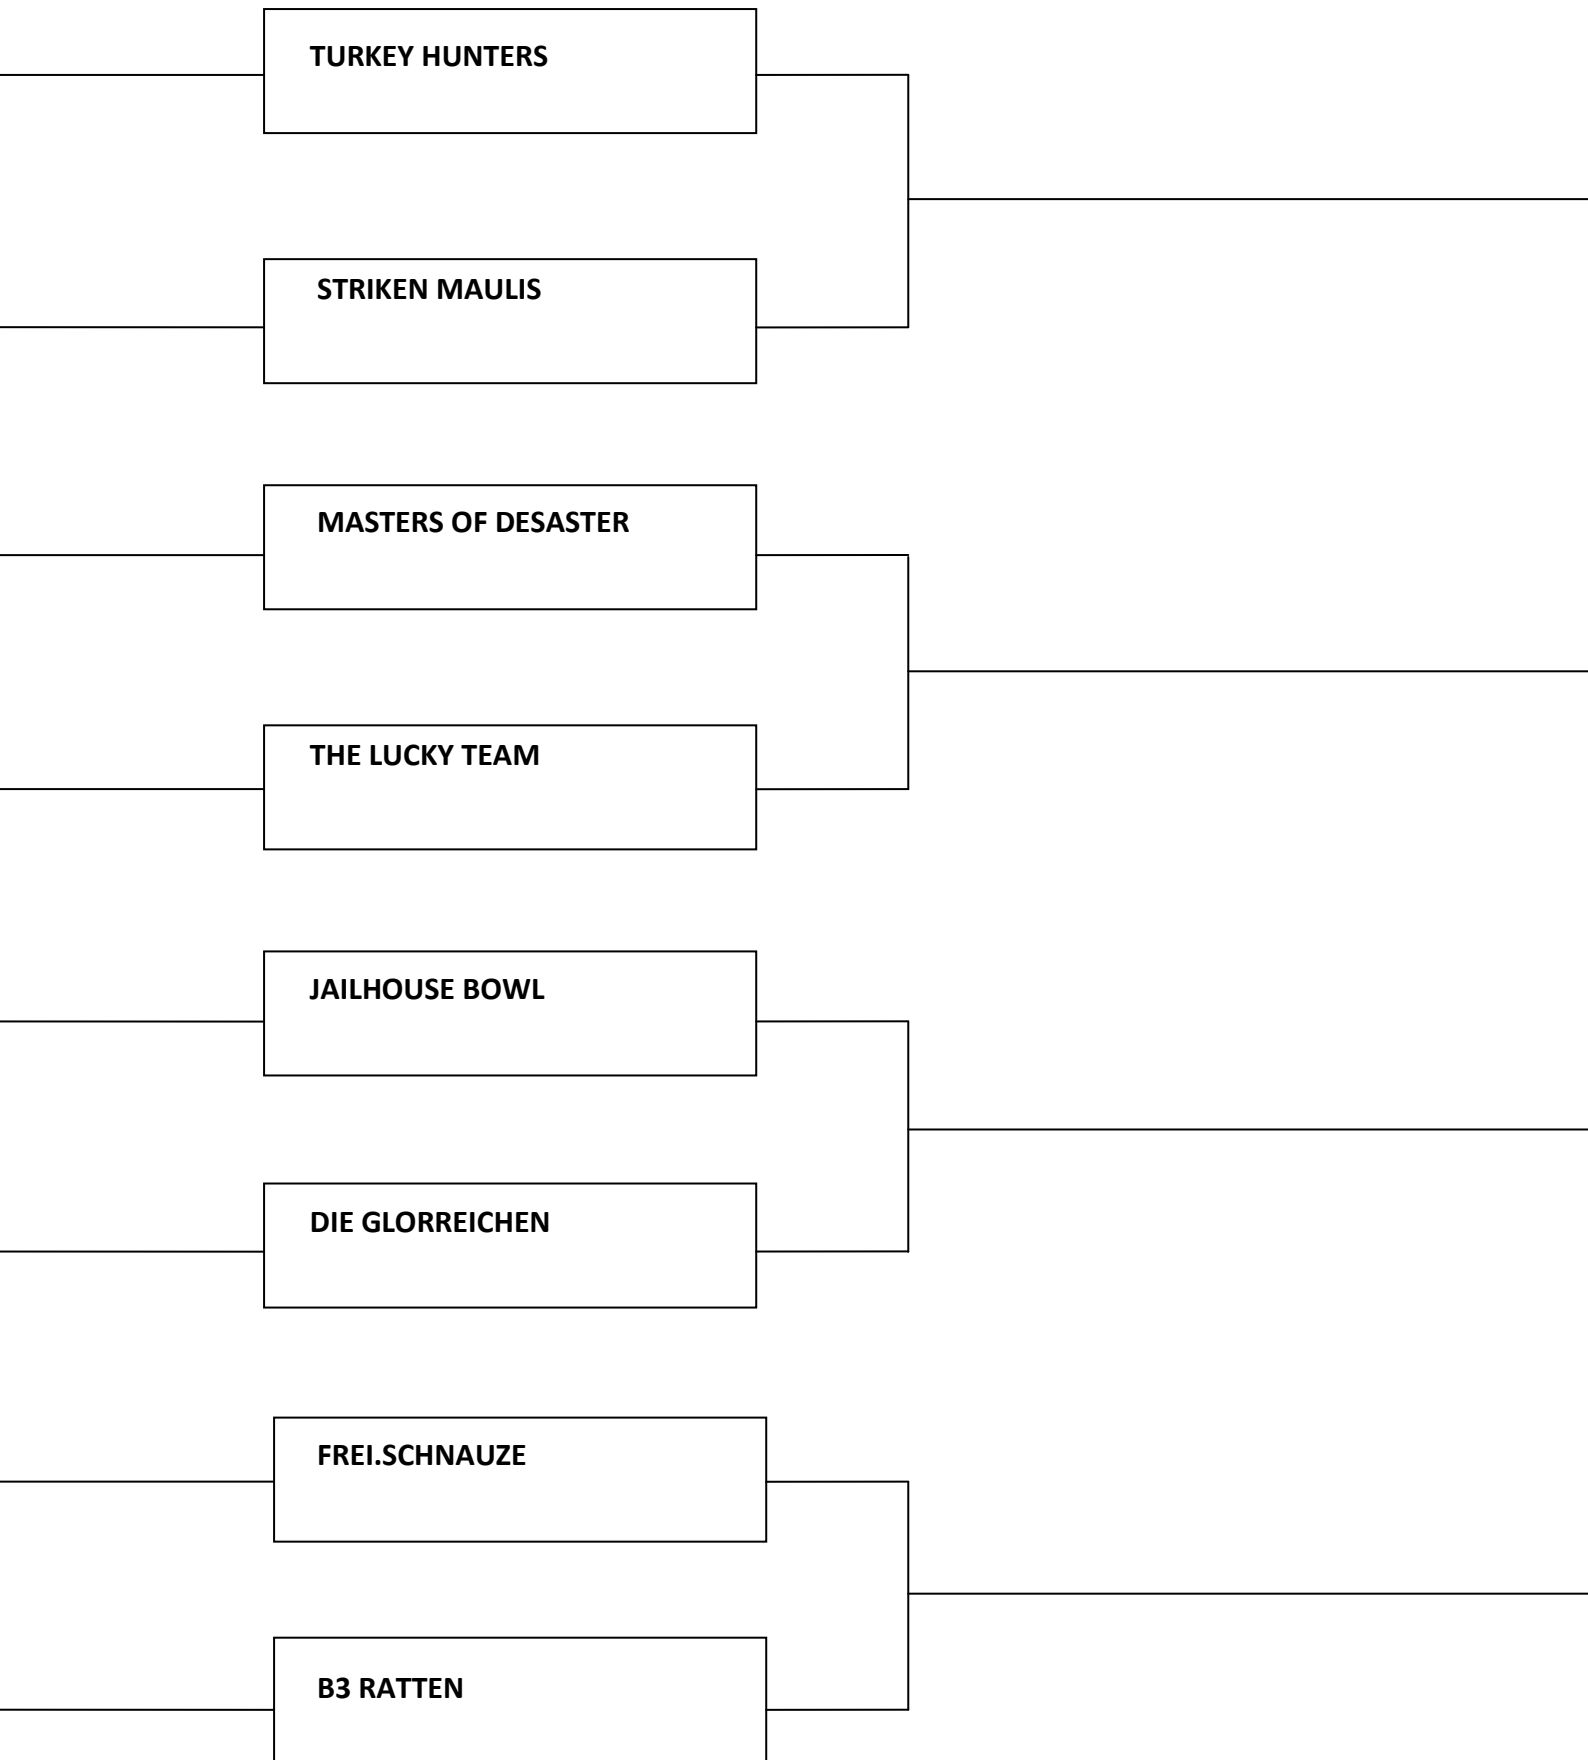 TURKEY HUNTERS
STRIKEN MAULIS
MASTERS OF DESASTER
THE LUCKY TEAM
JAILHOUSE BOWL
DIE GLORREICHEN
FREI.SCHNAUZE
B3 RATTEN